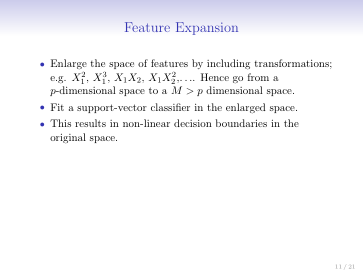 Feature Expansion
• Enlarge the space of features by including transformations;
e.g. X₁², X₁³, X₁X₂, X₁X₂²,.... Hence go from a
p-dimensional space to a M > p dimensional space.
• Fit a support-vector classifier in the enlarged space.
• This results in non-linear decision boundaries in the
original space.
11 / 21